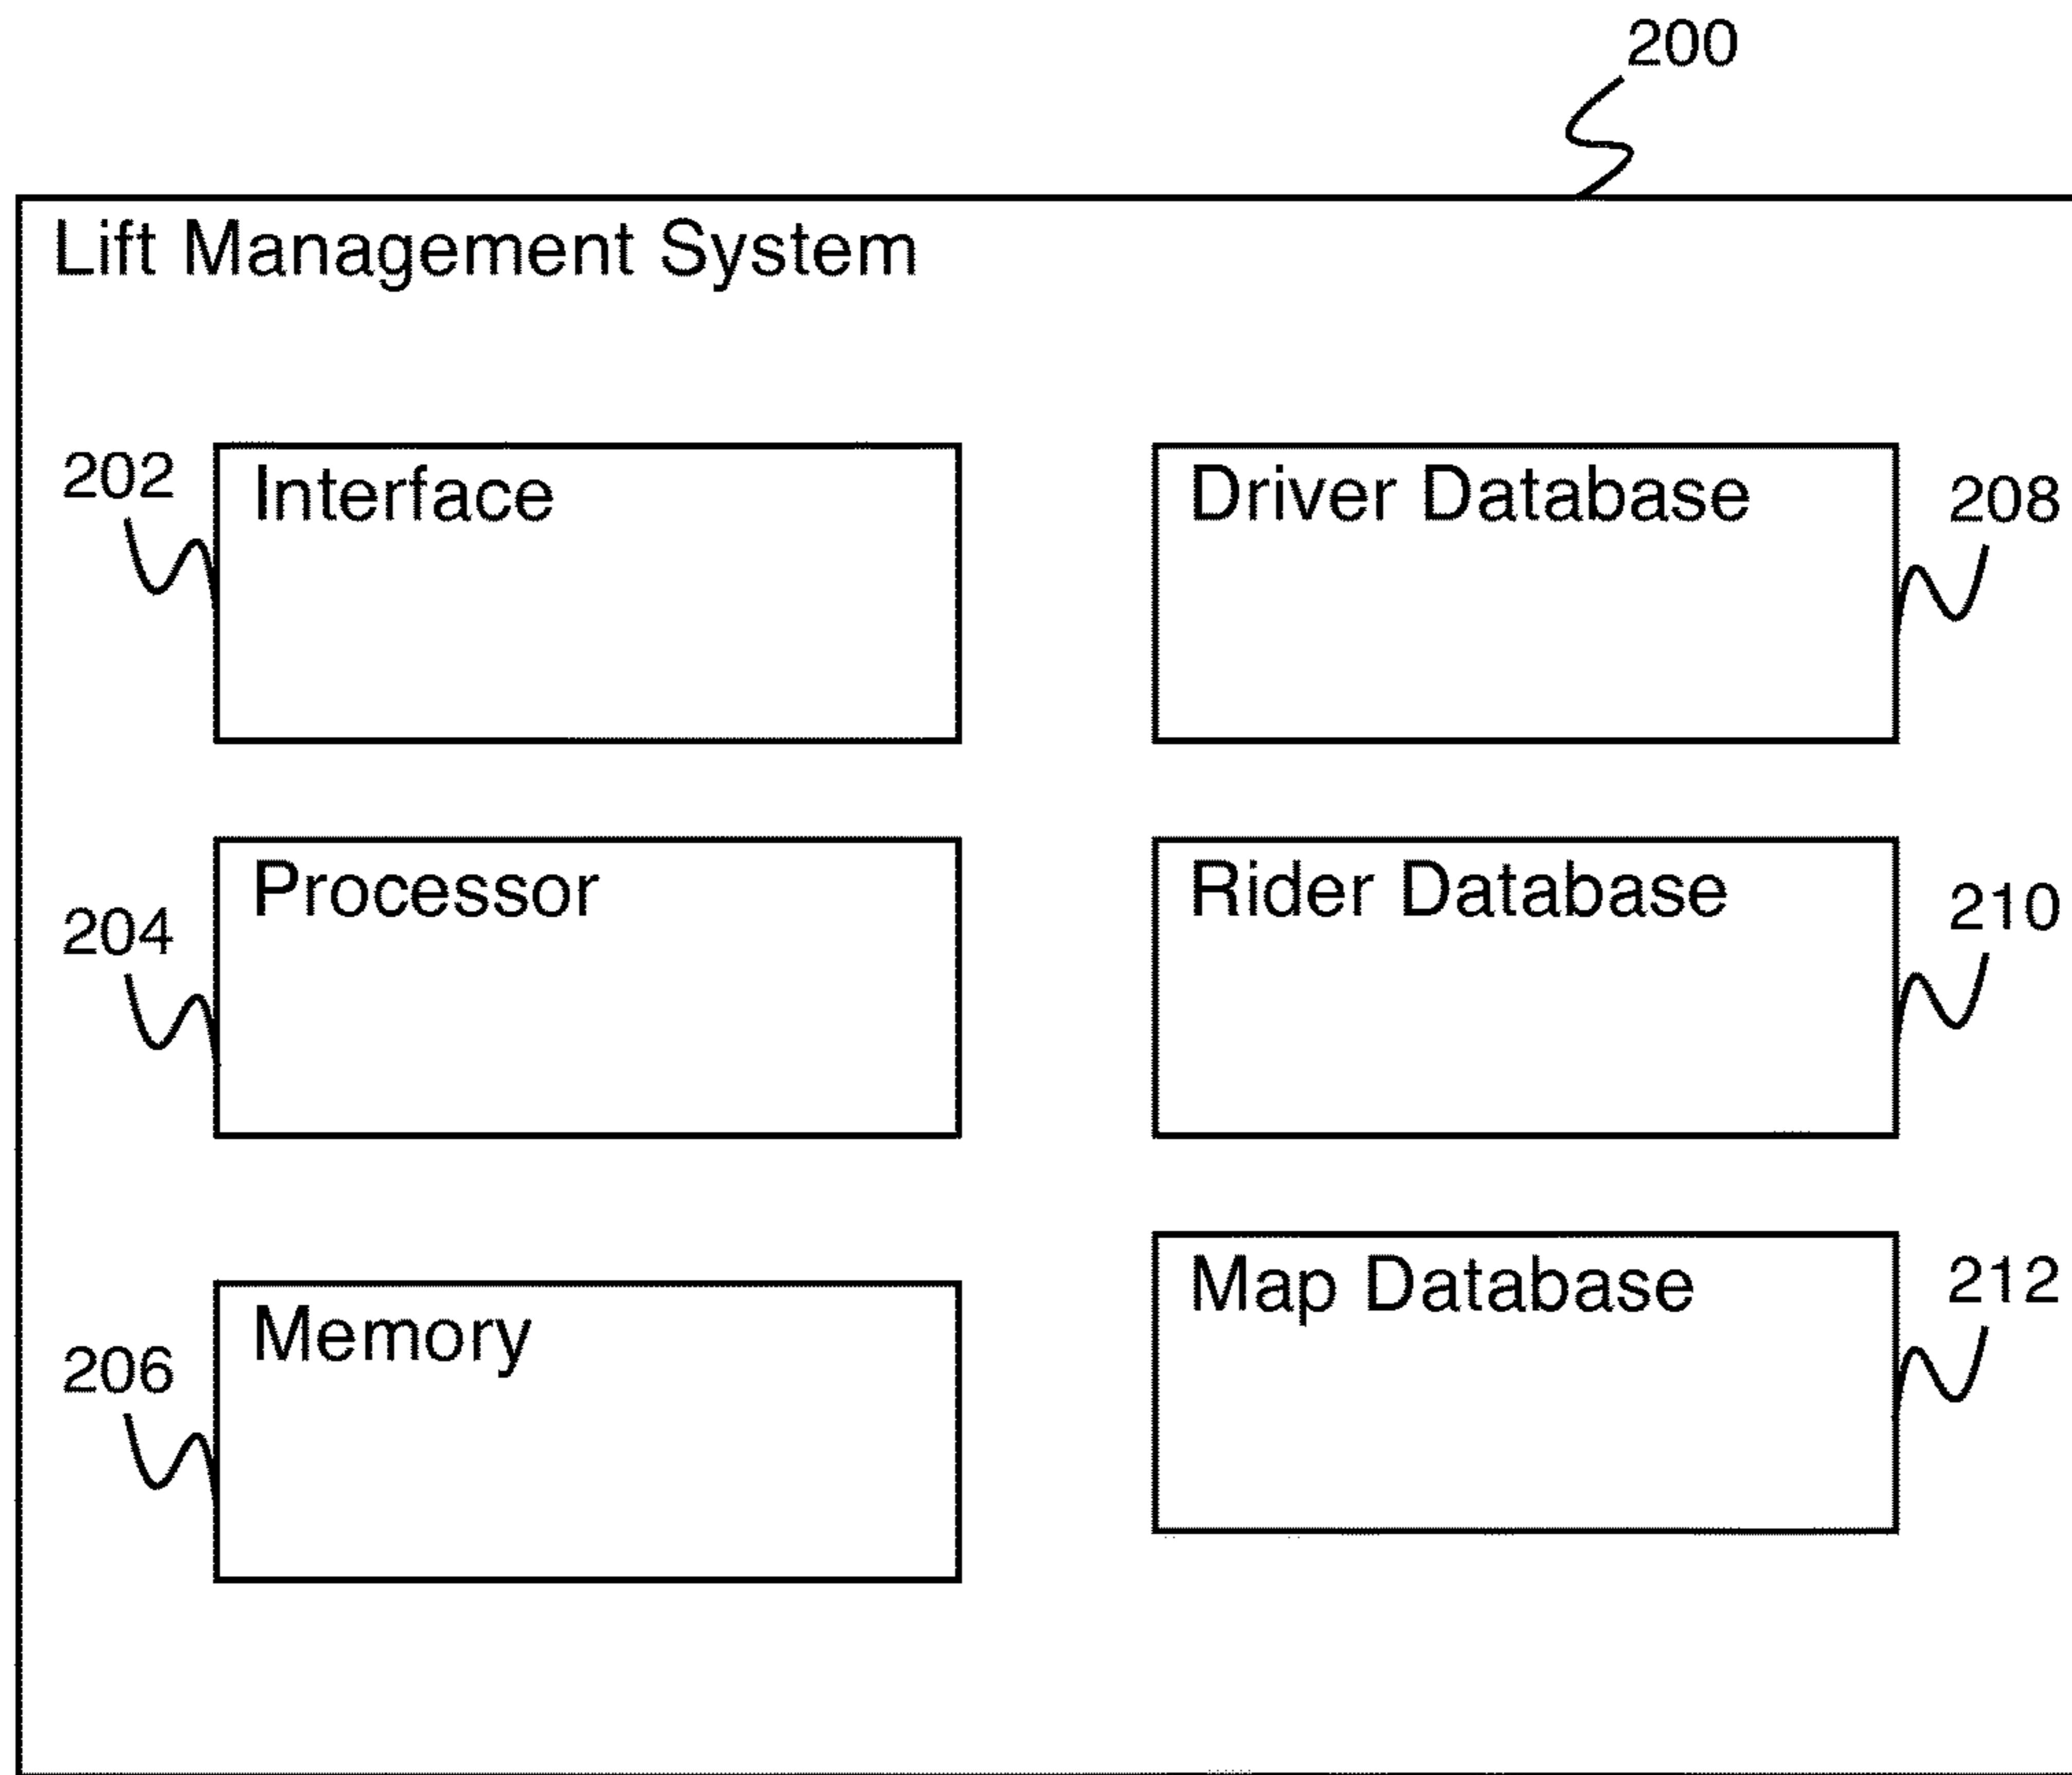 200
Lift Management System
202
Interface
Driver Database
208
204
Processor
Rider Database
210
206
Memory
Map Database
212